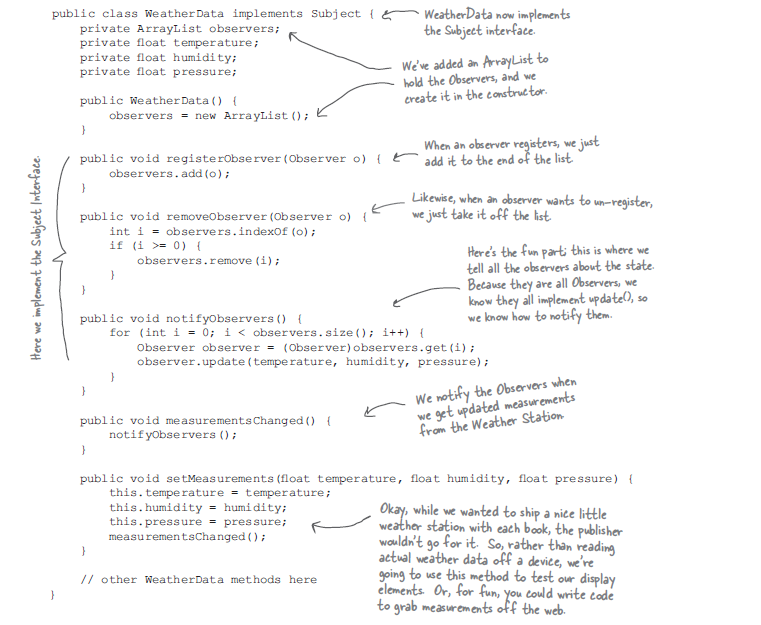 public class WeatherData implements Subject {
WeatherData now implements
the Subject interface.
private ArrayList observers;
private float temperature;
private float humidity;
private float pressure;
We've added an ArrayList to
hold the Observers, and we
create it in the constructor.
public WeatherData() {
observers = new ArrayList();
}
Here we implement the Subject Interface.
public void registerObserver(Observer o) {
When an observer registers, we just
add it to the end of the list.
observers.add(o);
}
public void removeObserver(Observer o) {
Likewise, when an observer wants to un-register,
we just take it off the list.
int i = observers.indexOf(o);
if (i >= 0) {
observers.remove(i);
}
}
Here's the fun part; this is where we
tell all the observers about the state.
Because they are all Observers, we
know they all implement update(), so
we know how to notify them.
public void notifyObservers() {
for (int i = 0; i < observers.size(); i++) {
Observer observer = (Observer)observers.get(i);
observer.update(temperature, humidity, pressure);
}
}
We notify the Observers when
we get updated measurements
from the Weather Station.
public void measurementsChanged() {
notifyObservers();
}
public void setMeasurements(float temperature, float humidity, float pressure) {
this.temperature = temperature;
this.humidity = humidity;
this.pressure = pressure;
measurementsChanged();
}
Okay, while we wanted to ship a nice little
weather station with each book, the publisher
wouldn't go for it. So, rather than reading
actual weather data off a device, we're
going to use this method to test our display
elements. Or, for fun, you could write code
to grab measurements off the web.
// other WeatherData methods here
}